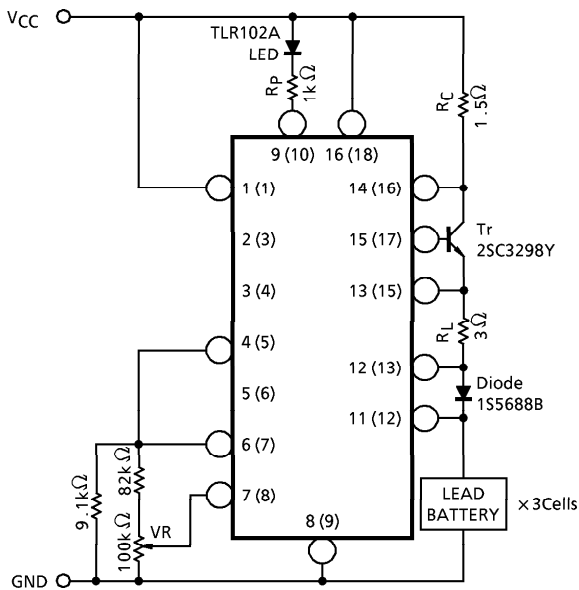 VCC
TLR102A
LED
RP
1kΩ
RC
1.5Ω
9 (10)
16 (18)
1 (1)
14 (16)
2 (3)
15 (17)
Tr
2SC3298Y
3 (4)
13 (15)
RL
3Ω
4 (5)
12 (13)
Diode
1S5688B
5 (6)
11 (12)
6 (7)
9.1kΩ
82kΩ
7 (8)
LEAD
BATTERY
×3Cells
100kΩ
VR
8 (9)
GND